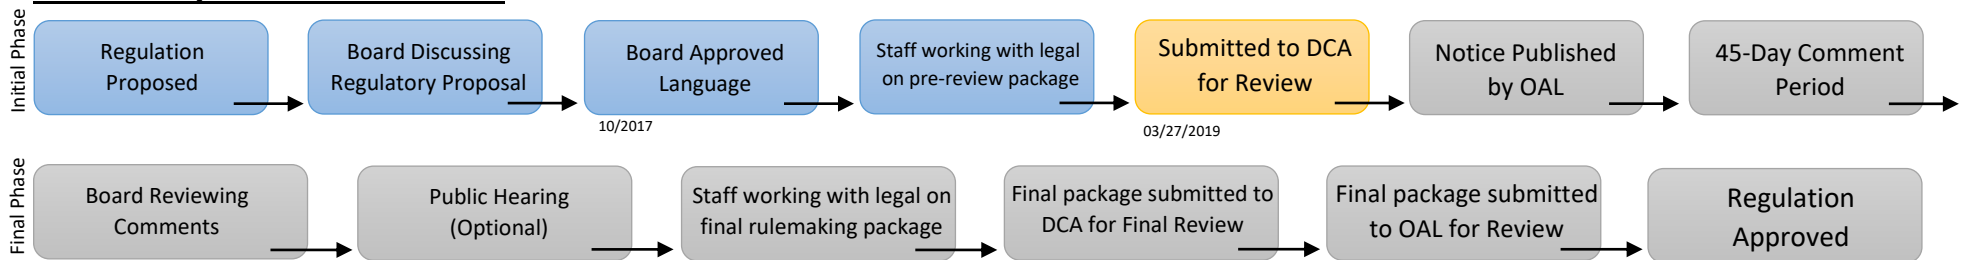 Initial Phase
Regulation
Proposed
Board Discussing
Regulatory Proposal
Board Approved
Language
10/2017
Staff working with legal
on pre-review package
Submitted to DCA
for Review
03/27/2019
Notice Published
by OAL
45-Day Comment
Period
Final Phase
Board Reviewing
Comments
Public Hearing
(Optional)
Staff working with legal on
final rulemaking package
Final package submitted to
DCA for Final Review
Final package submitted
to OAL for Review
Regulation
Approved